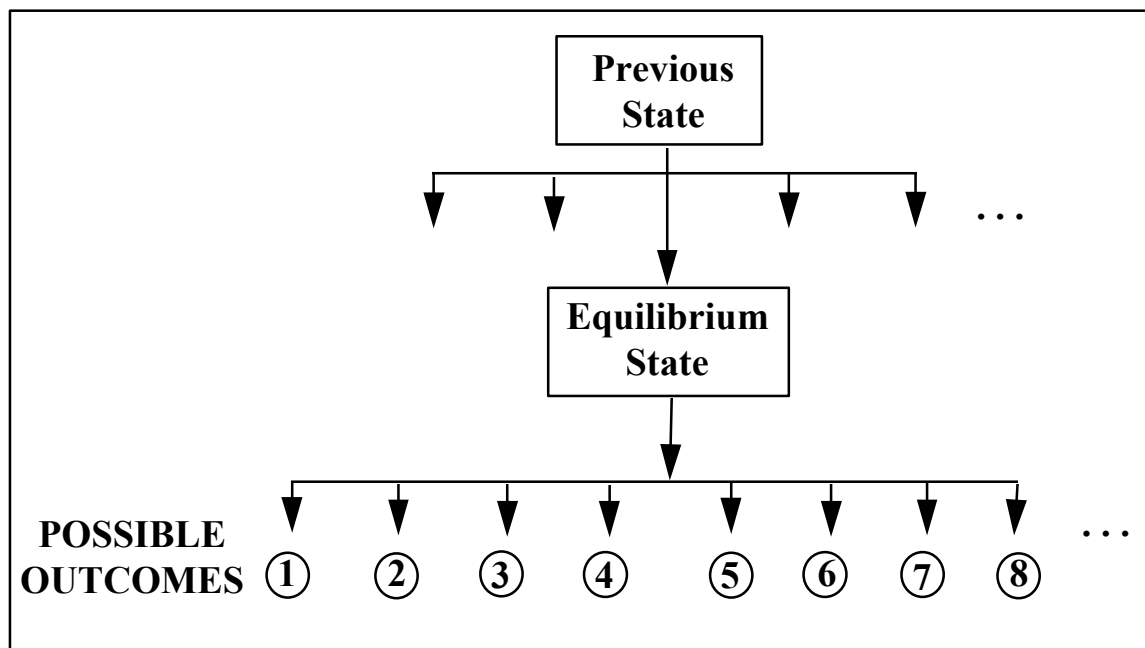 Previous
State
. . .
Equilibrium
State
. . .
POSSIBLE
OUTCOMES 1 2 3 4 5 6 7 8